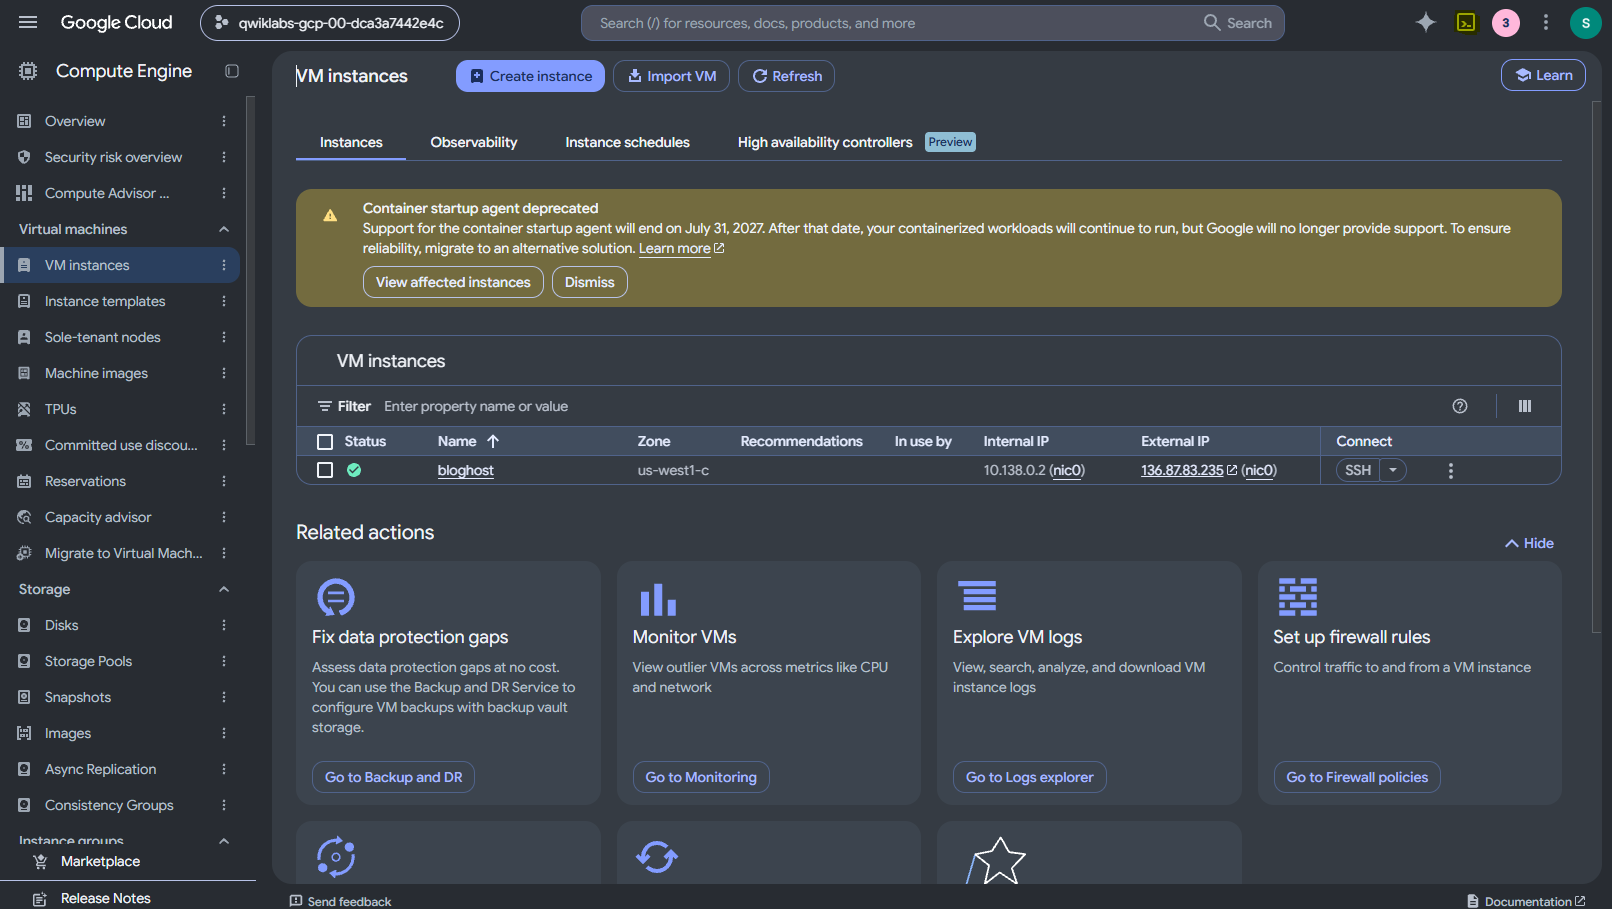 Google Cloud
qwiklabs-gcp-00-dca3a7442e4c
Search (/) for resources, docs, products, and more
Search
3
S
Compute Engine
Overview
Security risk overview
Compute Advisor ...
Virtual machines
VM instances
Instance templates
Sole-tenant nodes
Machine images
TPUs
Committed use discou...
Reservations
Capacity advisor
Migrate to Virtual Mach...
Storage
Disks
Storage Pools
Snapshots
Images
Async Replication
Consistency Groups
Instance groups
Marketplace
Release Notes
VM instances
Create instance
Import VM
Refresh
Learn
Instances
Observability
Instance schedules
High availability controllers
Preview
Container startup agent deprecated
Support for the container startup agent will end on July 31, 2027. After that date, your containerized workloads will continue to run, but Google will no longer provide support. To ensure
reliability, migrate to an alternative solution. Learn more
View affected instances
Dismiss
VM instances
Filter Enter property name or value
Status Name Zone Recommendations In use by Internal IP External IP Connect
bloghost us-west1-c 10.138.0.2 (nic0) 136.87.83.235 (nic0) SSH
Related actions
Hide
Fix data protection gaps
Assess data protection gaps at no cost.
You can use the Backup and DR Service to
configure VM backups with backup vault
storage.
Go to Backup and DR
Monitor VMs
View outlier VMs across metrics like CPU
and network
Go to Monitoring
Explore VM logs
View, search, analyze, and download VM
instance logs
Go to Logs explorer
Set up firewall rules
Control traffic to and from a VM instance
Go to Firewall policies
Send feedback
Documentation